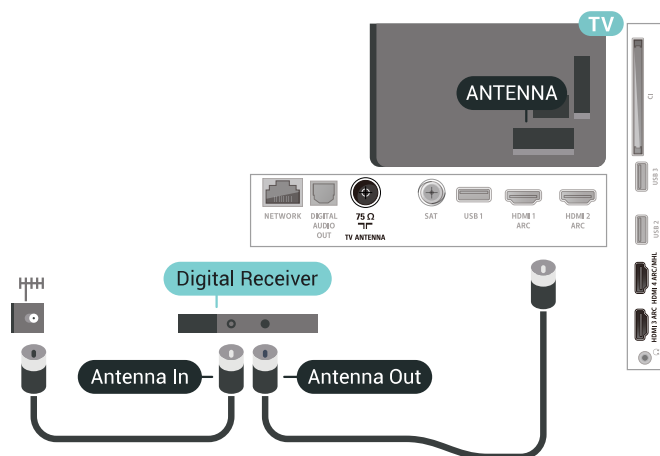 TV
ANTENNA
CI
USB 3
USB 2
HDMI 4 ARC/MHL
HDMI 3 ARC
NETWORK
DIGITAL
AUDIO
OUT
75 Ω
TV ANTENNA
SAT
USB 1
HDMI 1
ARC
HDMI 2
ARC
Digital Receiver
Antenna In
Antenna Out